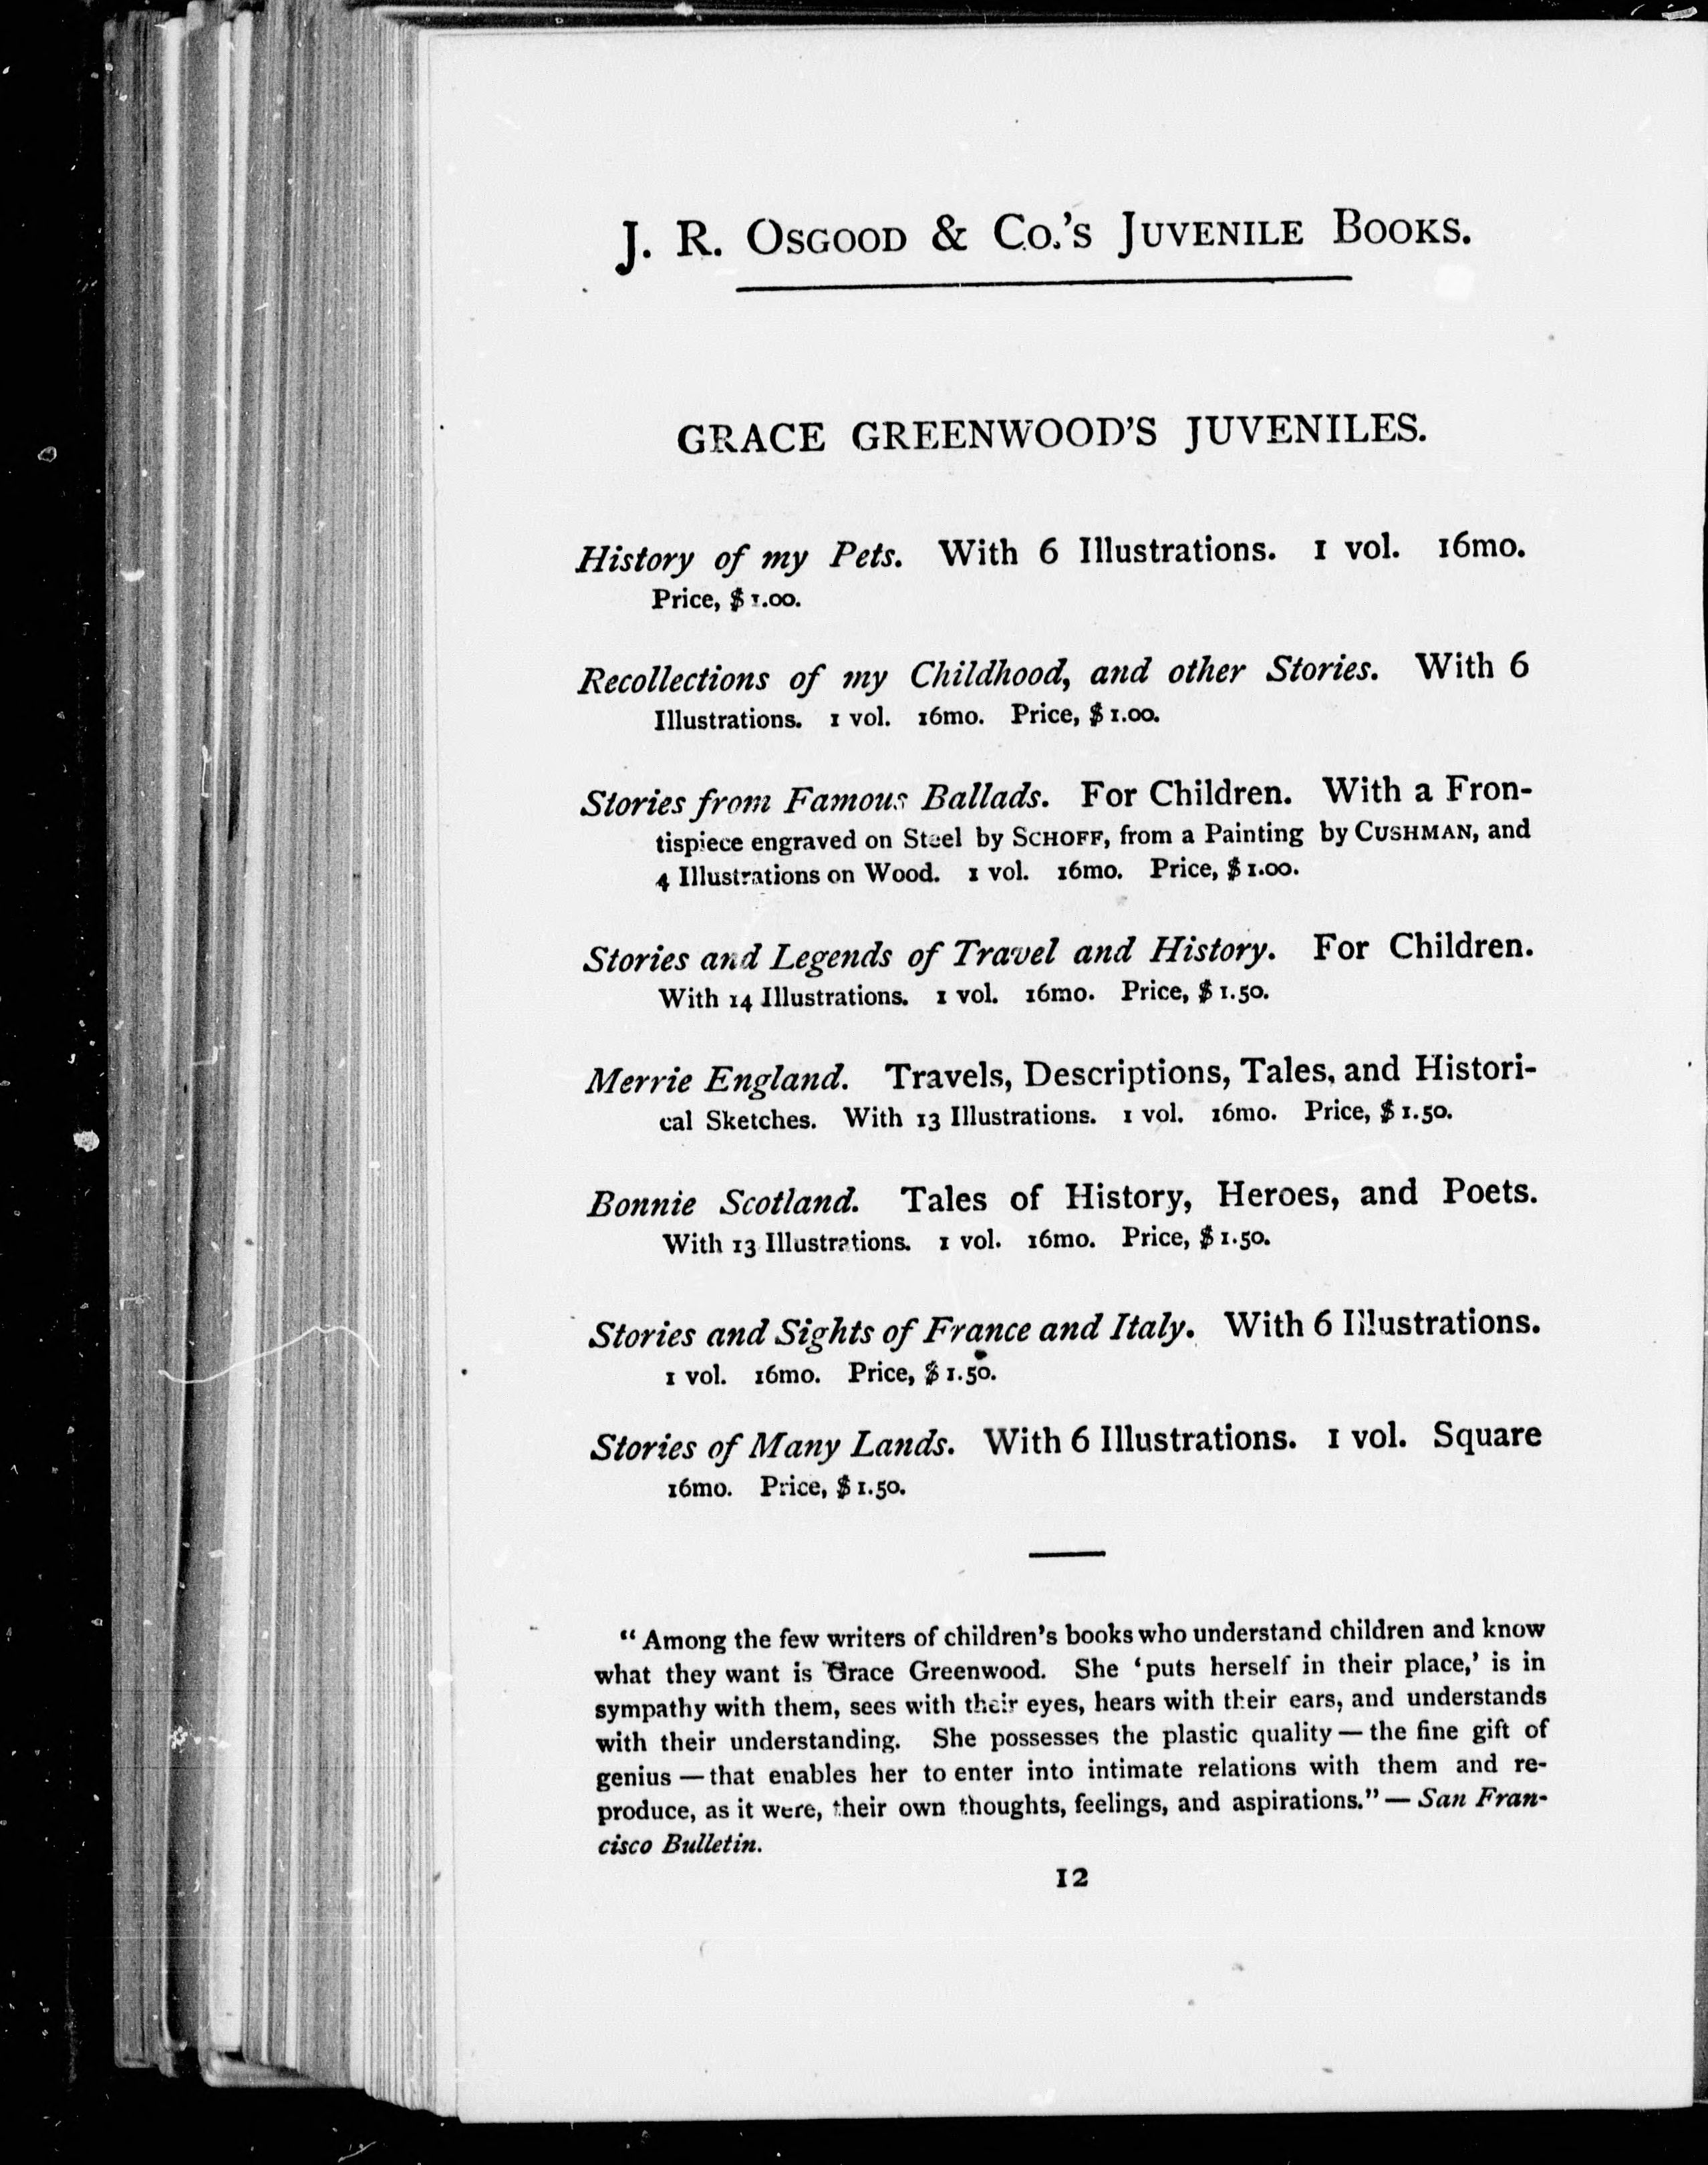 J. R. Osgood & Co.'s Juvenile Books.
GRACE GREENWOOD'S JUVENILES.
History of my Pets. With 6 Illustrations. 1 vol. 16mo.
Price, $1.00.
Recollections of my Childhood, and other Stories. With 6
Illustrations. 1 vol. 16mo. Price, $1.00.
Stories from Famous Ballads. For Children. With a Fron-
tispiece engraved on Steel by Schoff, from a Painting by Cushman, and
4 Illustrations on Wood. 1 vol. 16mo. Price, $1.00.
Stories and Legends of Travel and History. For Children.
With 14 Illustrations. 1 vol. 16mo. Price, $1.50.
Merrie England. Travels, Descriptions, Tales, and Histori-
cal Sketches. With 13 Illustrations. 1 vol. 16mo. Price, $1.50.
Bonnie Scotland. Tales of History, Heroes, and Poets.
With 13 Illustrations. 1 vol. 16mo. Price, $1.50.
Stories and Sights of France and Italy. With 6 Illustrations.
1 vol. 16mo. Price, $1.50.
Stories of Many Lands. With 6 Illustrations. 1 vol. Square
16mo. Price, $1.50.
"Among the few writers of children's books who understand children and know
what they want is Grace Greenwood. She 'puts herself in their place,' is in
sympathy with them, sees with their eyes, hears with their ears, and understands
with their understanding. She possesses the plastic quality — the fine gift of
genius — that enables her to enter into intimate relations with them and re-
produce, as it were, their own thoughts, feelings, and aspirations." — San Fran-
cisco Bulletin.
12